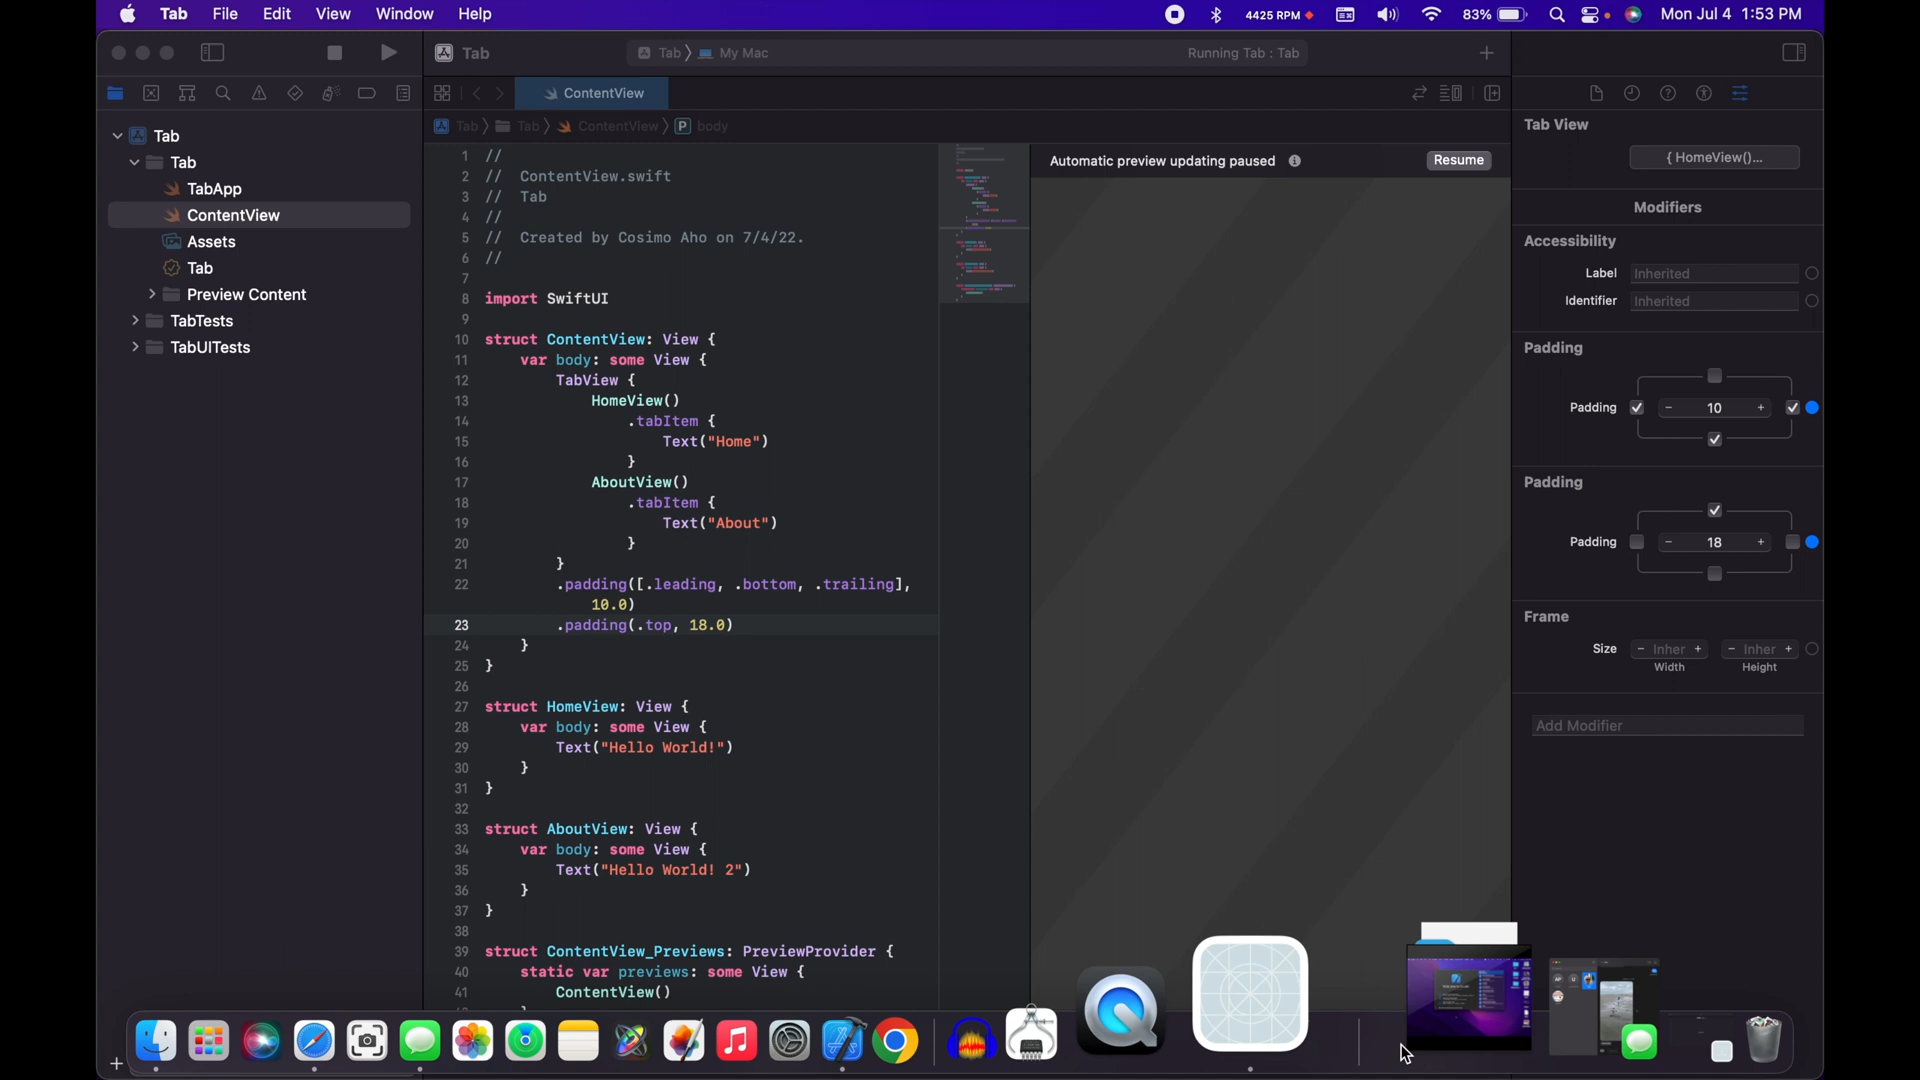 Tab File Edit View Window Help
4425 RPM 83% Mon Jul 4 1:53 PM
Tab
Tab My Mac
Running Tab : Tab
ContentView
Tab Tab ContentView P body
Tab
Tab
TabApp
ContentView
Assets
Tab
Preview Content
TabTests
TabUITests
1 //
2 // ContentView.swift
3 // Tab
4 //
5 // Created by Cosimo Aho on 7/4/22.
6 //
7
8 import SwiftUI
9
10 struct ContentView: View {
11 var body: some View {
12 TabView {
13 HomeView()
14 .tabItem {
15 Text("Home")
16 }
17 AboutView()
18 .tabItem {
19 Text("About")
20 }
21 }
22 .padding([.leading, .bottom, .trailing],
10.0)
23 .padding(.top, 18.0)
24 }
25 }
26
27 struct HomeView: View {
28 var body: some View {
29 Text("Hello World!")
30 }
31 }
32
33 struct AboutView: View {
34 var body: some View {
35 Text("Hello World! 2")
36 }
37 }
38
39 struct ContentView_Previews: PreviewProvider {
40 static var previews: some View {
41 ContentView()
Automatic preview updating paused
Resume
Tab View
{ HomeView()...
Modifiers
Accessibility
Label Inherited
Identifier Inherited
Padding
Padding − 10 +
Padding
Padding − 18 +
Frame
Size − Inher + − Inher +
Width Height
Add Modifier